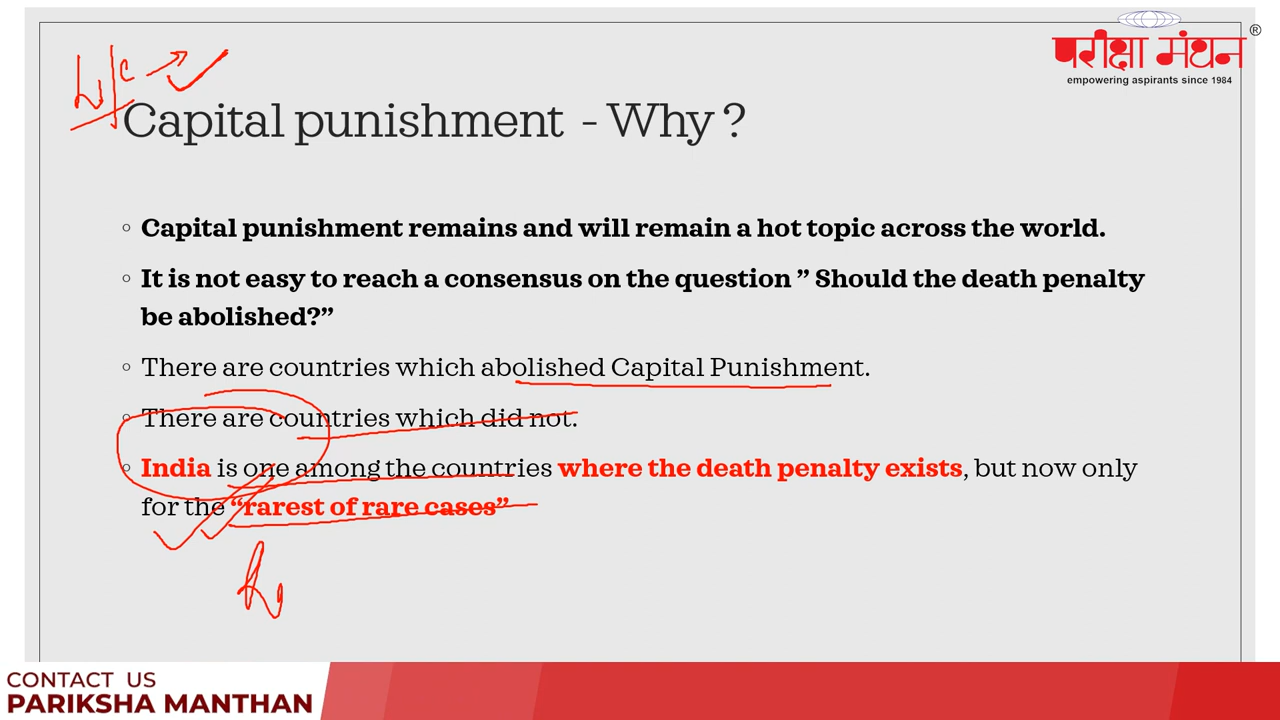 परीक्षा मंथन ®
empowering aspirants since 1984
Capital punishment - Why ?
Capital punishment remains and will remain a hot topic across the world.
It is not easy to reach a consensus on the question ” Should the death penalty
be abolished?”
There are countries which abolished Capital Punishment.
There are countries which did not.
India is one among the countries where the death penalty exists, but now only
for the “rarest of rare cases”
CONTACT US
PARIKSHA MANTHAN